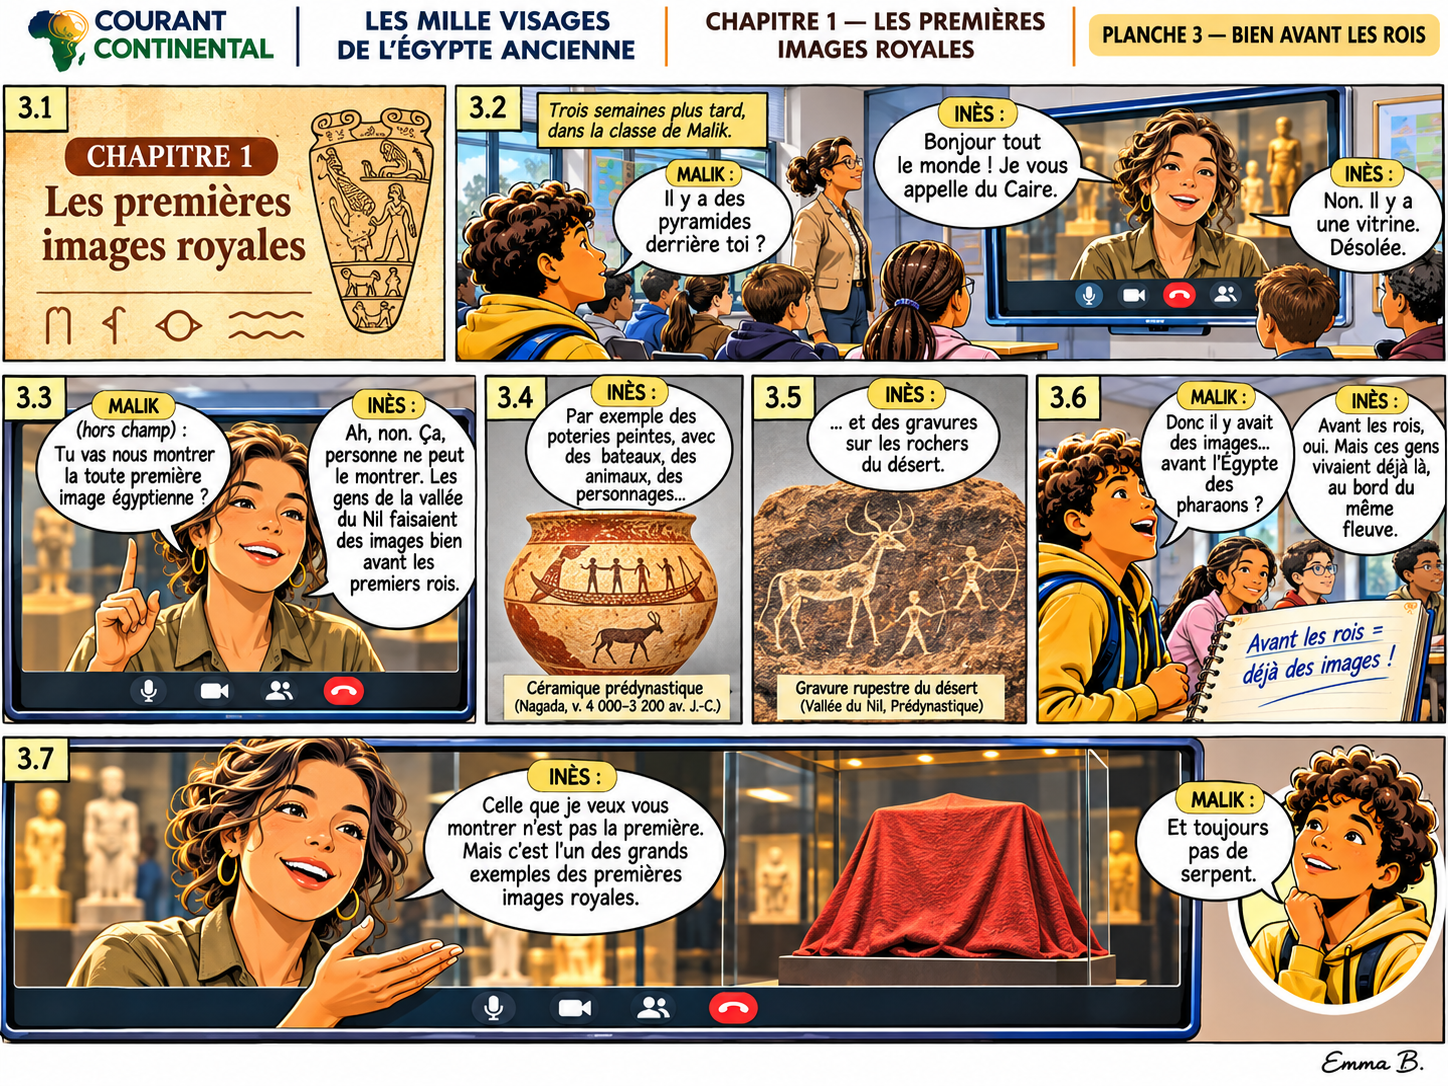 COURANT
CONTINENTAL
LES MILLE VISAGES
DE L'ÉGYPTE ANCIENNE
CHAPITRE 1 — LES PREMIÈRES
IMAGES ROYALES
PLANCHE 3 — BIEN AVANT LES ROIS
3.1
CHAPITRE 1
Les premières
images royales
3.2
Trois semaines plus tard,
dans la classe de Malik.
MALIK :
Il y a des
pyramides
derrière toi ?
INÈS :
Bonjour tout
le monde ! Je vous
appelle du Caire.
INÈS :
Non. Il y a
une vitrine.
Désolée.
3.3
MALIK
(hors champ) :
Tu vas nous montrer
la toute première
image égyptienne ?
INÈS :
Ah, non. Ça,
personne ne peut
le montrer. Les
gens de la vallée
du Nil faisaient
des images bien
avant les
premiers rois.
3.4
INÈS :
Par exemple des
poteries peintes, avec
des bateaux, des
animaux, des
personnages...
Céramique prédynastique
(Nagada, v. 4 000–3 200 av. J.-C.)
3.5
INÈS :
... et des gravures
sur les rochers
du désert.
Gravure rupestre du désert
(Vallée du Nil, Prédynastique)
3.6
MALIK :
Donc il y avait
des images...
avant l'Égypte
des
pharaons ?
INÈS :
Avant les rois,
oui. Mais ces gens
vivaient déjà là,
au bord du
même
fleuve.
Avant les rois =
déjà des images !
3.7
INÈS :
Celle que je veux vous
montrer n'est pas la première.
Mais c'est l'un des grands
exemples des premières
images royales.
MALIK :
Et toujours
pas de
serpent.
Emma B.